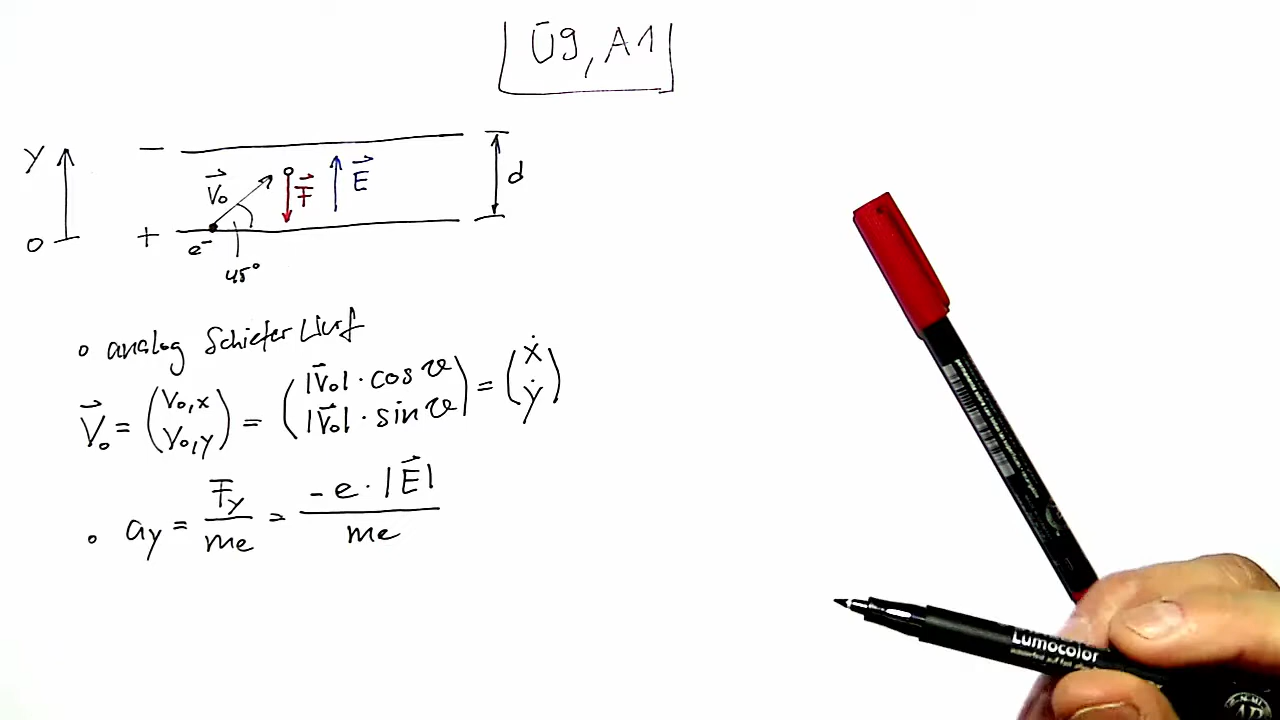 Ü9, A1
y
0
−
+
V⃗₀
F⃗
E⃗
d
e⁻
45°
∘ analog Schiefer Wurf
V⃗₀ = (V₀,x / V₀,y) = (|V⃗₀| · cos ϑ / |V⃗₀| · sin ϑ) = (ẋ / ẏ)
∘ ay = Fy / me = −e · |E⃗| / me
Lumocolor